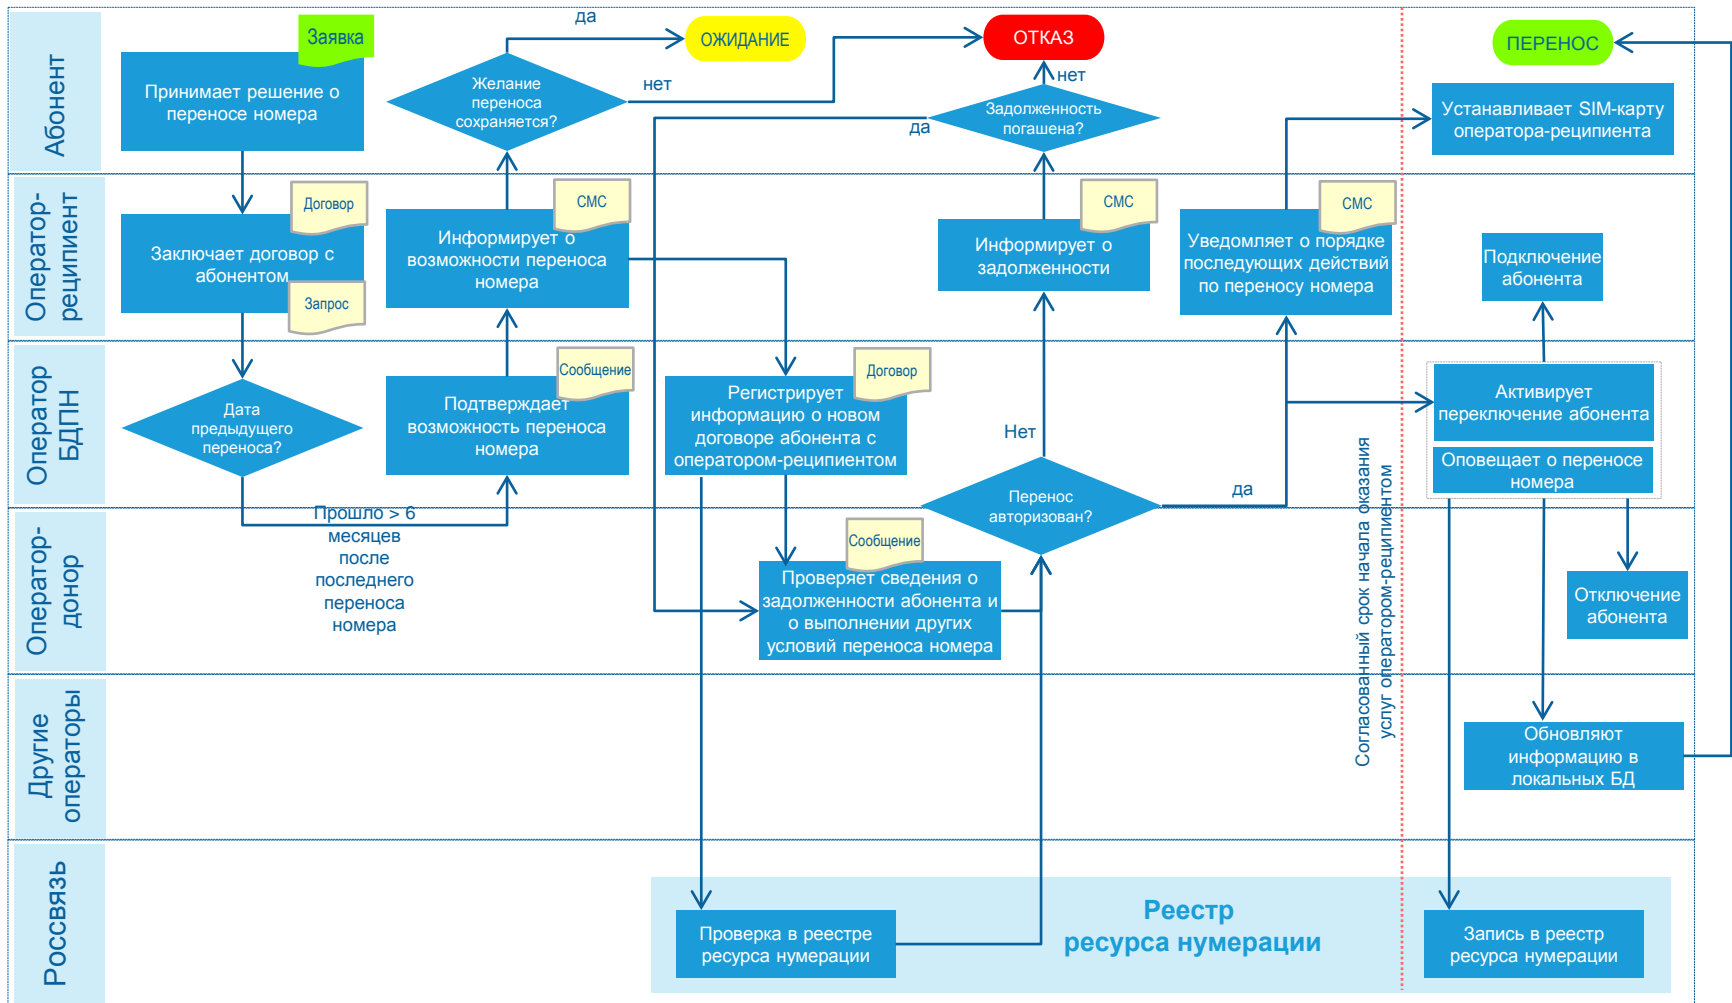 Абонент
Заявка
Принимает решение о
переносе номера
да
ОЖИДАНИЕ
Желание
переноса
сохраняется?
нет
ОТКАЗ
нет
Задолженность
погашена?
да
ПЕРЕНОС
Устанавливает SIM-карту
оператора-реципиента
Оператор-
реципиент
Договор
Заключает договор с
абонентом
Запрос
СМС
Информирует о
возможности переноса
номера
СМС
Информирует о
задолженности
СМС
Уведомляет о порядке
последующих действий
по переносу номера
Подключение
абонента
Оператор
БДПН
Дата
предыдущего
переноса?
Сообщение
Подтверждает
возможность переноса
номера
Договор
Регистрирует
информацию о новом
договоре абонента с
оператором-реципиентом
Нет
Перенос
авторизован?
да
Активирует
переключение абонента
Оповещает о переносе
номера
Оператор-
донор
Прошло > 6
месяцев
после
последнего
переноса
номера
Сообщение
Проверяет сведения о
задолженности абонента и
о выполнении других
условий переноса номера
Согласованный срок начала оказания
услуг оператором-реципиентом
Отключение
абонента
Другие
операторы
Обновляют
информацию в
локальных БД
Россвязь
Проверка в реестре
ресурса нумерации
Реестр
ресурса нумерации
Запись в реестр
ресурса нумерации